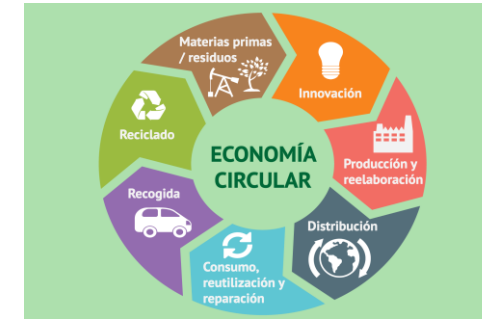 Materias primas
/ residuos
Innovación
Producción y
reelaboración
Distribución
Consumo,
reutilización y
reparación
Recogida
Reciclado
ECONOMÍA
CIRCULAR